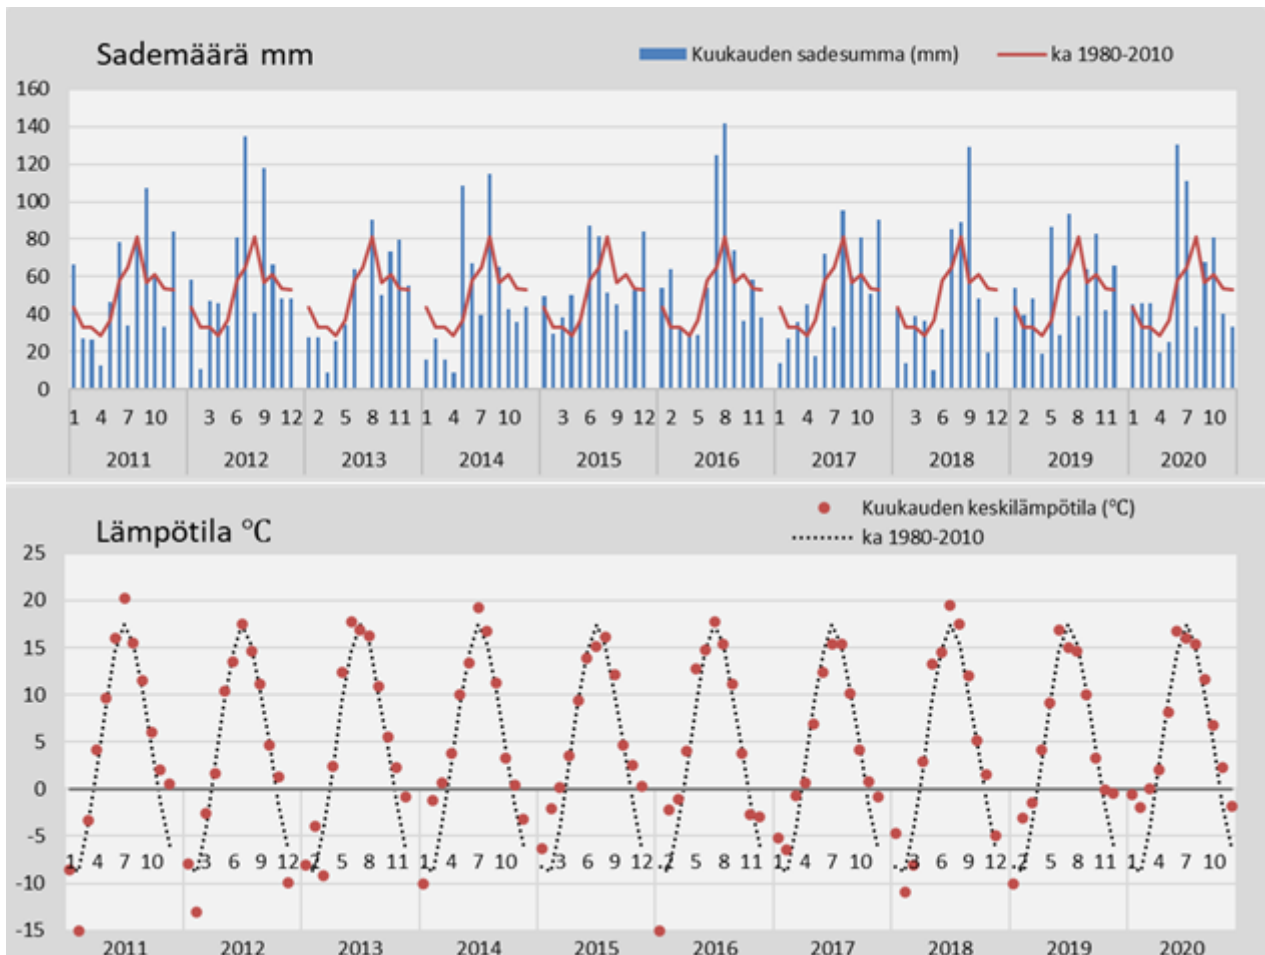 Sademäärä mm
Kuukauden sadesumma (mm) ka 1980-2010
160
140
120
100
80
60
40
20
0
1 4 7 10 3 6 9 12 2 5 8 11 1 4 7 10 3 6 9 12 2 5 8 11 1 4 7 10 3 6 9 12 2 5 8 11 1 4 7 10
2011 2012 2013 2014 2015 2016 2017 2018 2019 2020
Lämpötila °C
Kuukauden keskilämpötila (°C)
ka 1980-2010
25
20
15
10
5
0
-5
1 4 7 10 3 6 9 12 2 5 8 11 1 4 7 10 3 6 9 12 2 5 8 11 1 4 7 10 3 6 9 12 2 5 8 11 1 4 7 10
-10
-15
2011 2012 2013 2014 2015 2016 2017 2018 2019 2020